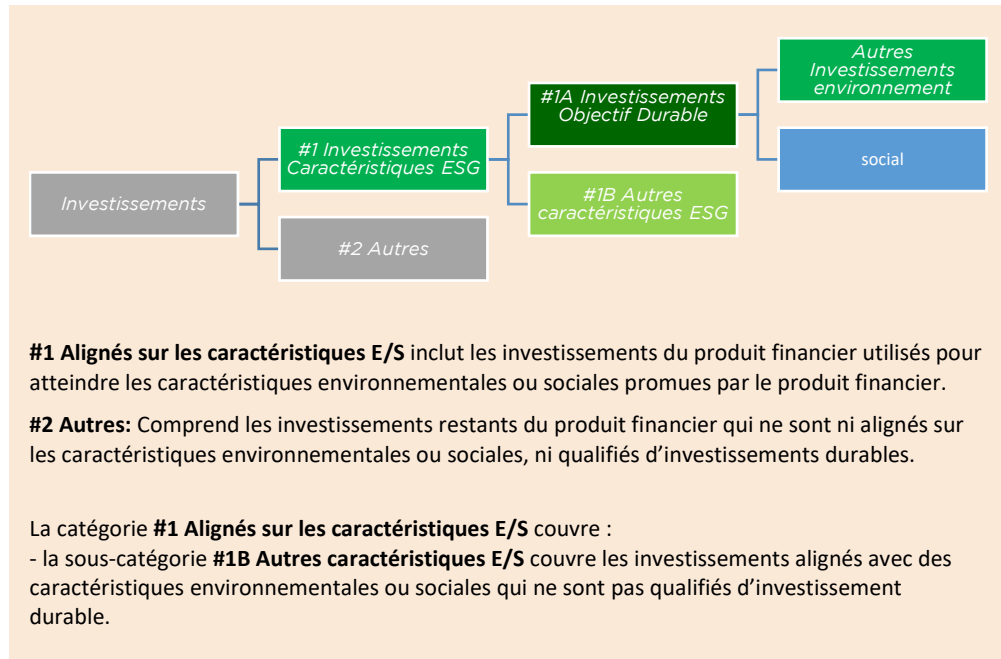 Autres
Investissements
environnement
#1A Investissements
Objectif Durable
#1 Investissements
Caractéristiques ESG
social
#1B Autres
caractéristiques ESG
Investissements
#2 Autres
#1 Alignés sur les caractéristiques E/S inclut les investissements du produit financier utilisés pour
atteindre les caractéristiques environnementales ou sociales promues par le produit financier.
#2 Autres: Comprend les investissements restants du produit financier qui ne sont ni alignés sur
les caractéristiques environnementales ou sociales, ni qualifiés d’investissements durables.
La catégorie #1 Alignés sur les caractéristiques E/S couvre :
- la sous-catégorie #1B Autres caractéristiques E/S couvre les investissements alignés avec des
caractéristiques environnementales ou sociales qui ne sont pas qualifiés d’investissement
durable.